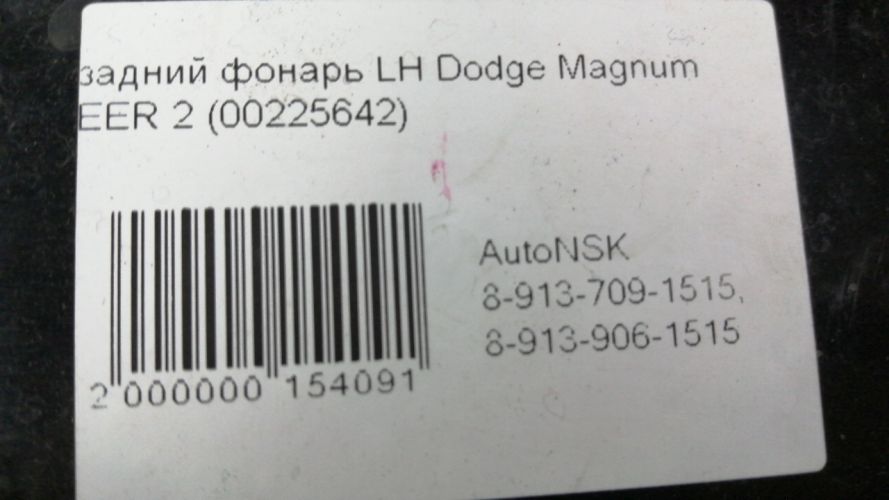 задний фонарь LH Dodge Magnum
EER 2 (00225642)
AutoNSK
8-913-709-1515,
8-913-906-1515
2 000000 154091